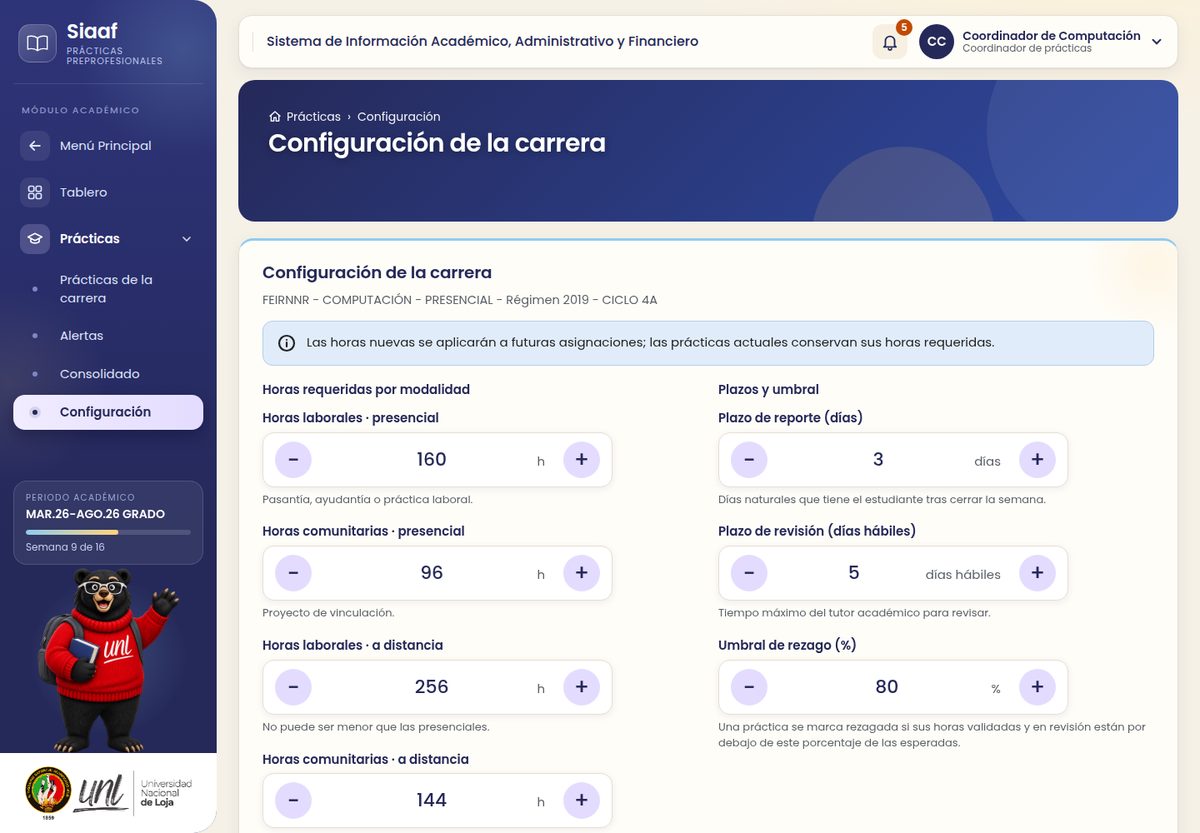 Siaaf
PRÁCTICAS
PREPROFESIONALES
MÓDULO ACADÉMICO
Menú Principal
Tablero
Prácticas
Prácticas de la
carrera
Alertas
Consolidado
Configuración
PERIODO ACADÉMICO
MAR.26-AGO.26 GRADO
Semana 9 de 16
unl
1859
unl
Universidad
Nacional
de Loja
Sistema de Información Académico, Administrativo y Financiero
5
CC
Coordinador de Computación
Coordinador de prácticas
Prácticas › Configuración
Configuración de la carrera
Configuración de la carrera
FEIRNNR - COMPUTACIÓN - PRESENCIAL - Régimen 2019 - CICLO 4A
Las horas nuevas se aplicarán a futuras asignaciones; las prácticas actuales conservan sus horas requeridas.
Horas requeridas por modalidad
Horas laborales · presencial
− 160 h +
Pasantía, ayudantía o práctica laboral.
Horas comunitarias · presencial
− 96 h +
Proyecto de vinculación.
Horas laborales · a distancia
− 256 h +
No puede ser menor que las presenciales.
Horas comunitarias · a distancia
− 144 h +
Plazos y umbral
Plazo de reporte (días)
− 3 días +
Días naturales que tiene el estudiante tras cerrar la semana.
Plazo de revisión (días hábiles)
− 5 días hábiles +
Tiempo máximo del tutor académico para revisar.
Umbral de rezago (%)
− 80 % +
Una práctica se marca rezagada si sus horas validadas y en revisión están por
debajo de este porcentaje de las esperadas.